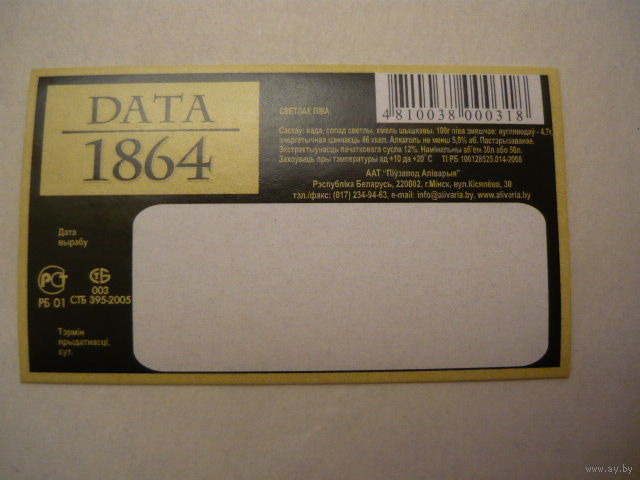 DATA
1864
4 810038 000318
СВЕТЛАЕ ПІВА
Састаў: вада, солад светлы, хмель шышкавы. 100г піва змяшчае: вугляводаў - 4,7г,
энергетычная цэннасць 46 ккал. Алкаголь не менш 5,0% аб. Пастэрызаванае.
Экстрактыўнасць пачатковага сусла 12%. Намінальны аб'ём 30л або 50л.
Захоўваць пры тэмпературы ад +10 да +20˚C ТІ РБ 100128525.014-2006
ААТ "Піўзавод Аліварыя"
Рэспубліка Беларусь, 220002, г.Мінск, вул.Кісялёва, 30
тэл./факс: (017) 234-94-63, e-mail: info@alivaria.by, www.alivaria.by
Дата
вырабу
РСТ
РБ 01
СТБ
003
СТБ 395-2005
Тэрмін
прыдатнасці,
сут.
www.ay.by